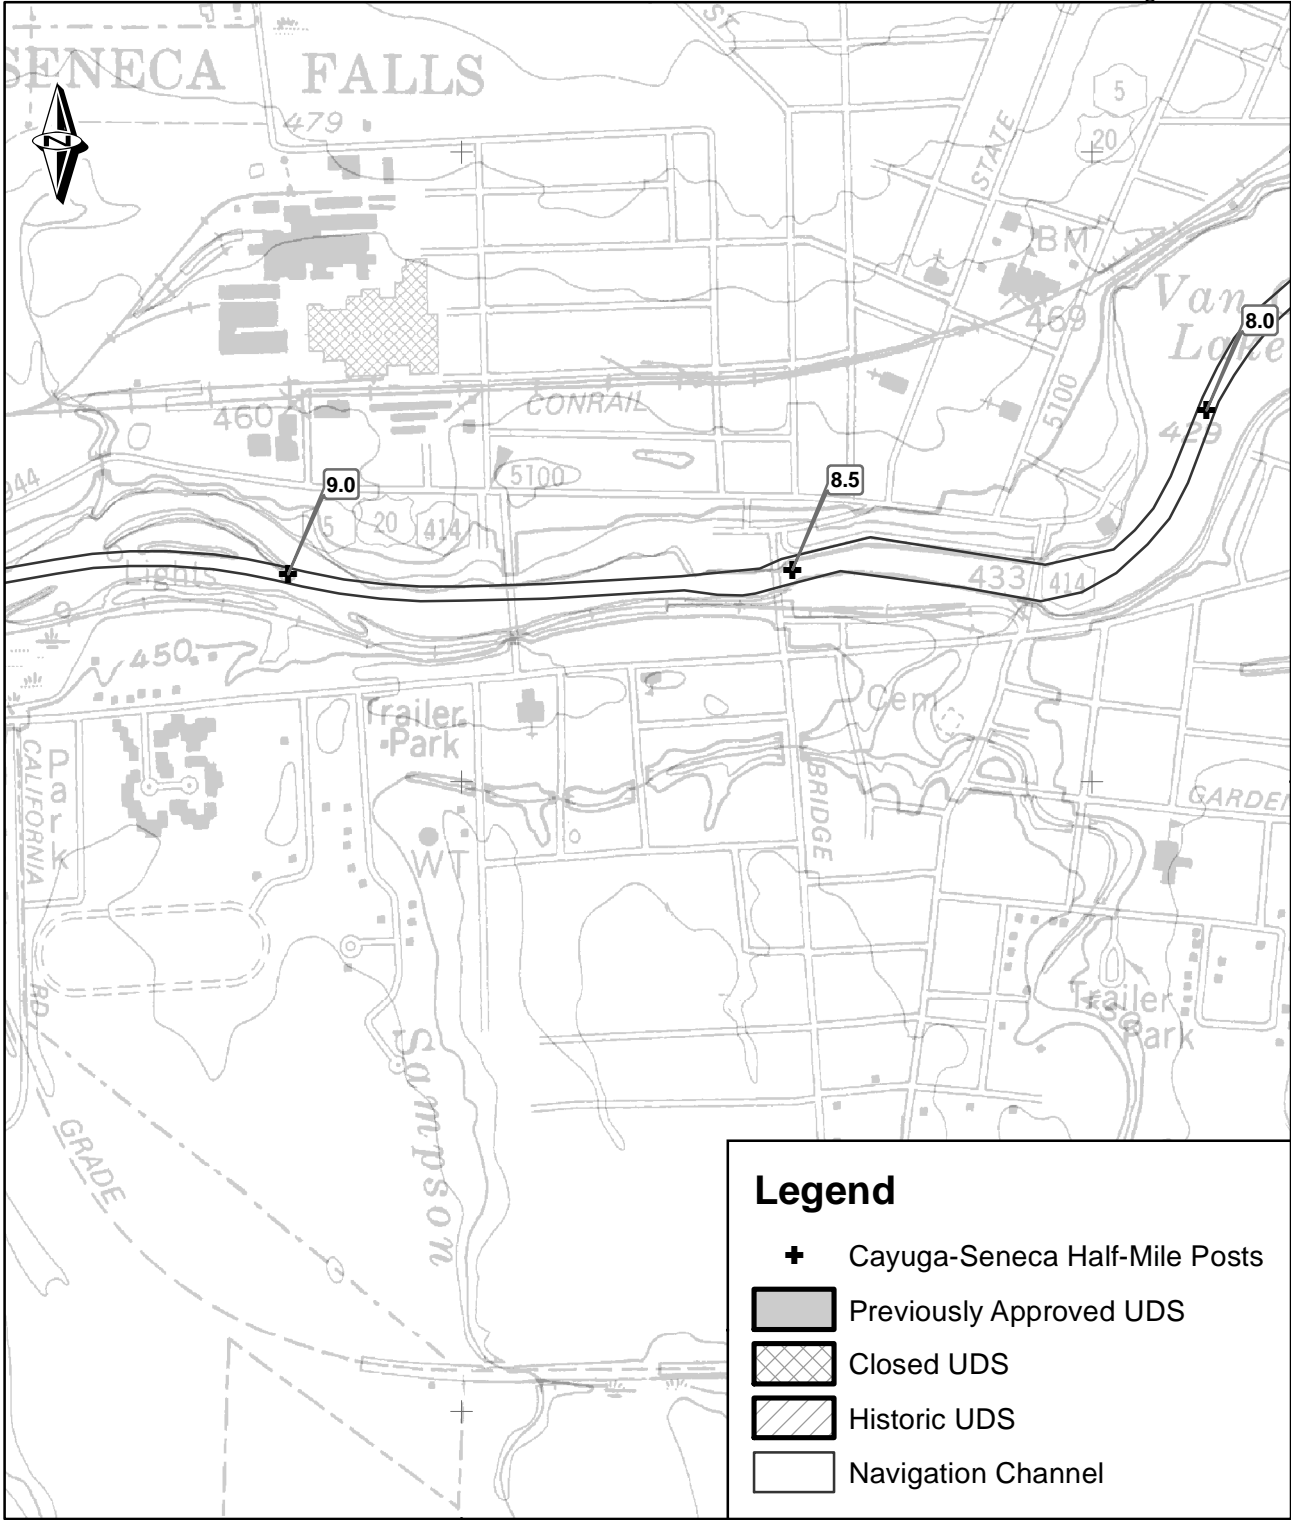 SENECA FALLS
ST
5
20
479
N
STATE
BM
469
Van
Lake
8.0
429
5100
CONRAIL
460
944
5100
9.0
8.5
5
20
414
Lights
433
414
450
Cem
Trailer
Park
CALIFORNIA
Park
BRIDGE
GARDEN
WT
RD
Trailer
Park
Sampson
GRADE
Legend
Cayuga-Seneca Half-Mile Posts
Previously Approved UDS
Closed UDS
Historic UDS
Navigation Channel